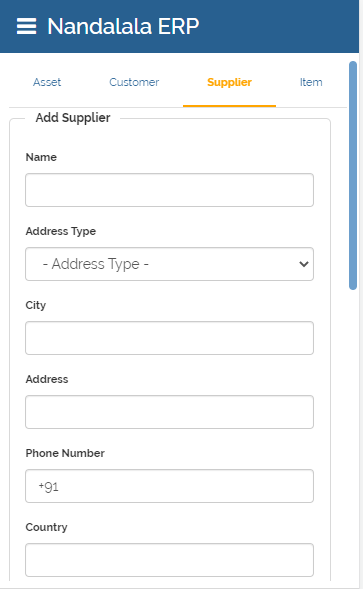 Nandalala ERP
Asset Customer Supplier Item
Add Supplier
Name
Address Type
- Address Type -
City
Address
Phone Number
+91
Country